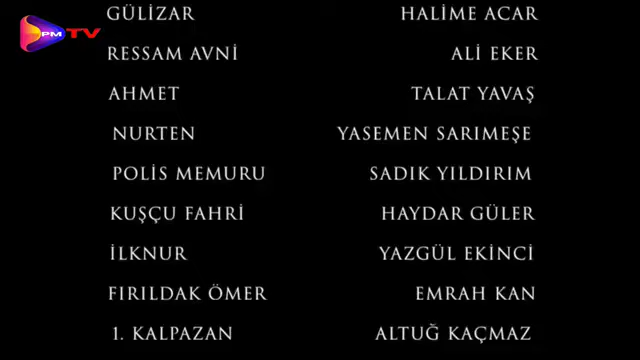 PM TV
GÜLİZAR HALİME ACAR
RESSAM AVNİ ALİ EKER
AHMET TALAT YAVAŞ
NURTEN YASEMEN SARIMEŞE
POLİS MEMURU SADIK YILDIRIM
KUŞÇU FAHRİ HAYDAR GÜLER
İLKNUR YAZGÜL EKİNCİ
FIRILDAK ÖMER EMRAH KAN
1. KALPAZAN ALTUĞ KAÇMAZ